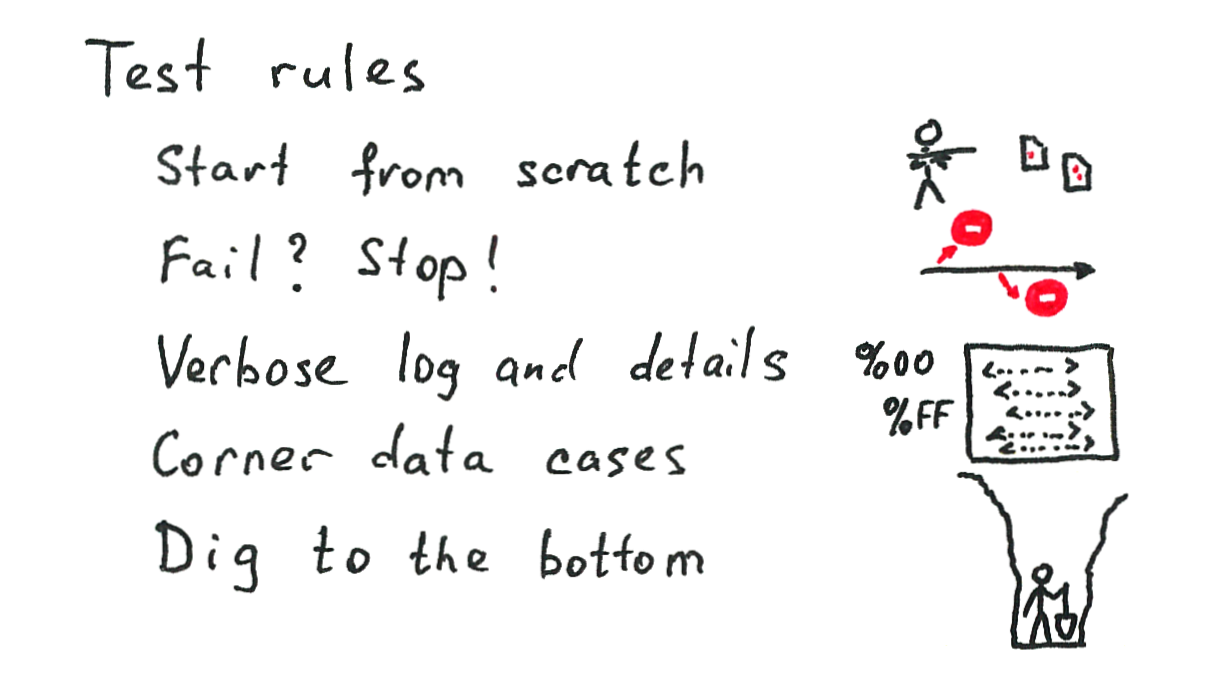 Test rules
Start from scratch
Fail? Stop!
Verbose log and details
%00
%FF
Corner data cases
Dig to the bottom